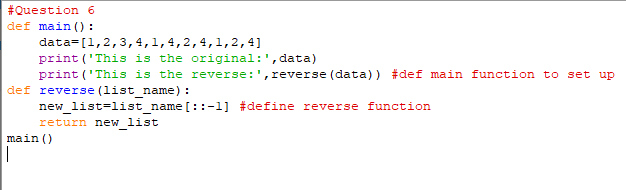 #Question 6
def main():
    data=[1,2,3,4,1,4,2,4,1,2,4]
    print('This is the original:',data)
    print('This is the reverse:',reverse(data)) #def main function to set up
def reverse(list_name):
    new_list=list_name[::-1] #define reverse function
    return new_list
main()